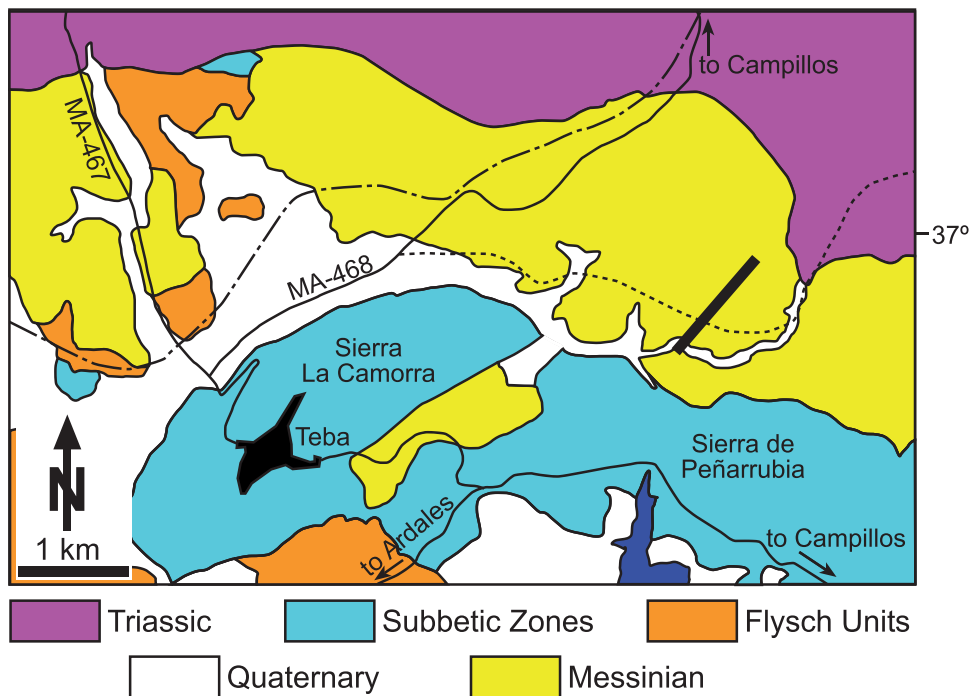 to Campillos
MA-467
37º
MA-468
Sierra
La Camorra
Teba
Sierra de
Peñarrubia
N
1 km
to Ardales
to Campillos
Triassic
Subbetic Zones
Flysch Units
Quaternary
Messinian